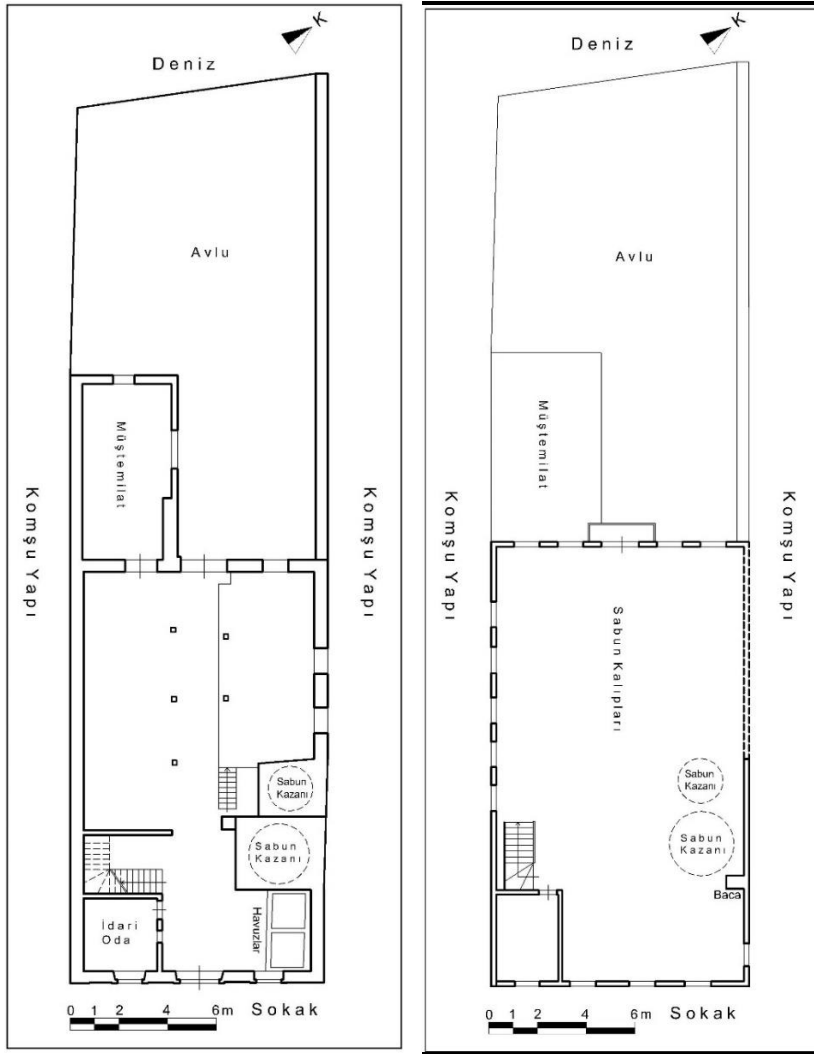 K
Deniz
Avlu
Müştemilat
Komşu Yapı
Komşu Yapı
Sabun
Kazanı
Sabun
Kazanı
İdari
Oda
Havuzlar
0 1 2 4 6m Sokak
K
Deniz
Avlu
Müştemilat
Komşu Yapı
Komşu Yapı
Sabun Kalıpları
Sabun
Kazanı
Sabun
Kazanı
Baca
0 1 2 4 6m Sokak